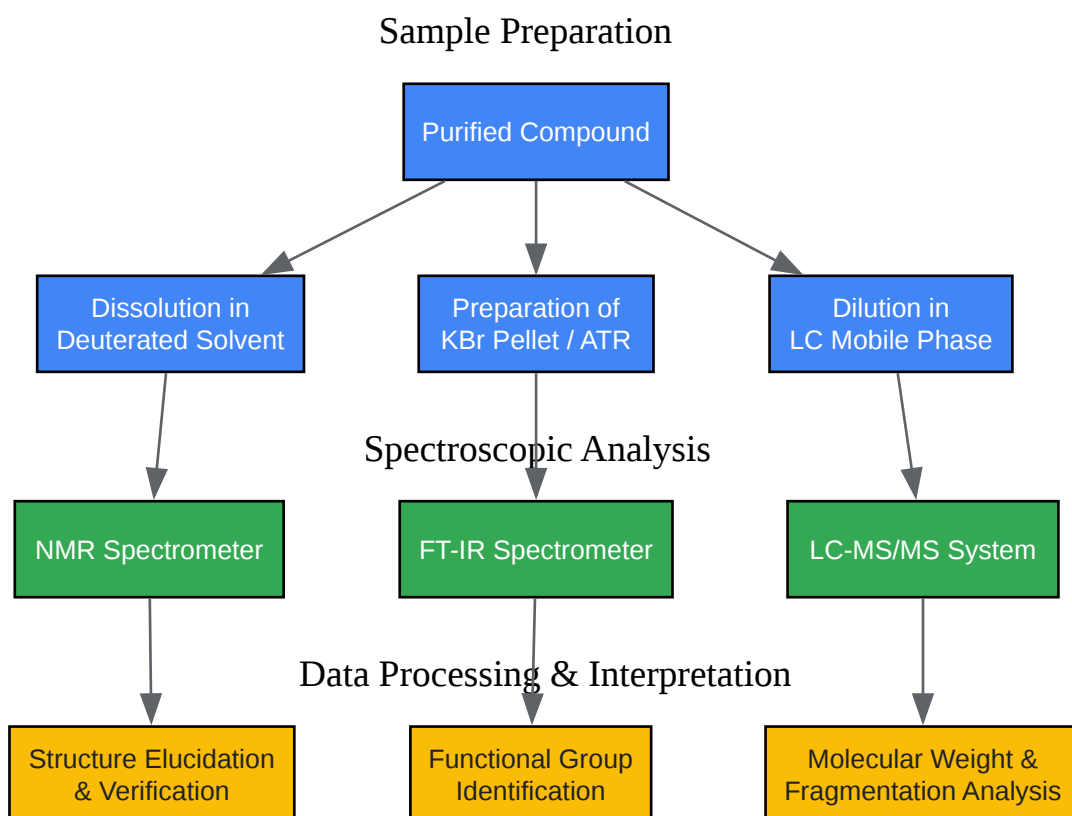 Sample Preparation
Purified Compound
Dissolution in
Deuterated Solvent
Preparation of
KBr Pellet / ATR
Dilution in
LC Mobile Phase
Spectroscopic Analysis
NMR Spectrometer
FT-IR Spectrometer
LC-MS/MS System
Data Processing & Interpretation
Structure Elucidation
& Verification
Functional Group
Identification
Molecular Weight &
Fragmentation Analysis